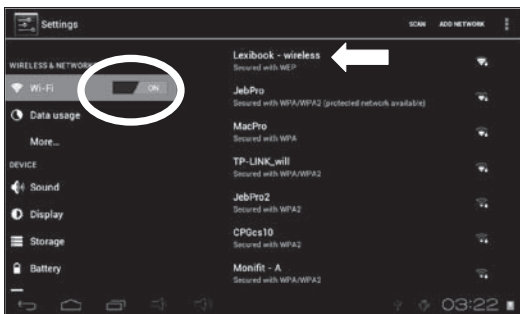 Settings
SCAN ADD NETWORK
WIRELESS & NETWORKS
Wi-Fi ON
Data usage
More...
DEVICE
Sound
Display
Storage
Battery
Lexibook - wireless
Secured with WEP
JebPro
Secured with WPA/WPA2 (protected network available)
MacPro
Secured with WPA
TP-LINK_will
Secured with WPA/WPA2
JebPro2
Secured with WPA2
CPGcs10
Secured with WPA2
Monifit - A
Secured with WPA/WPA2
03:22